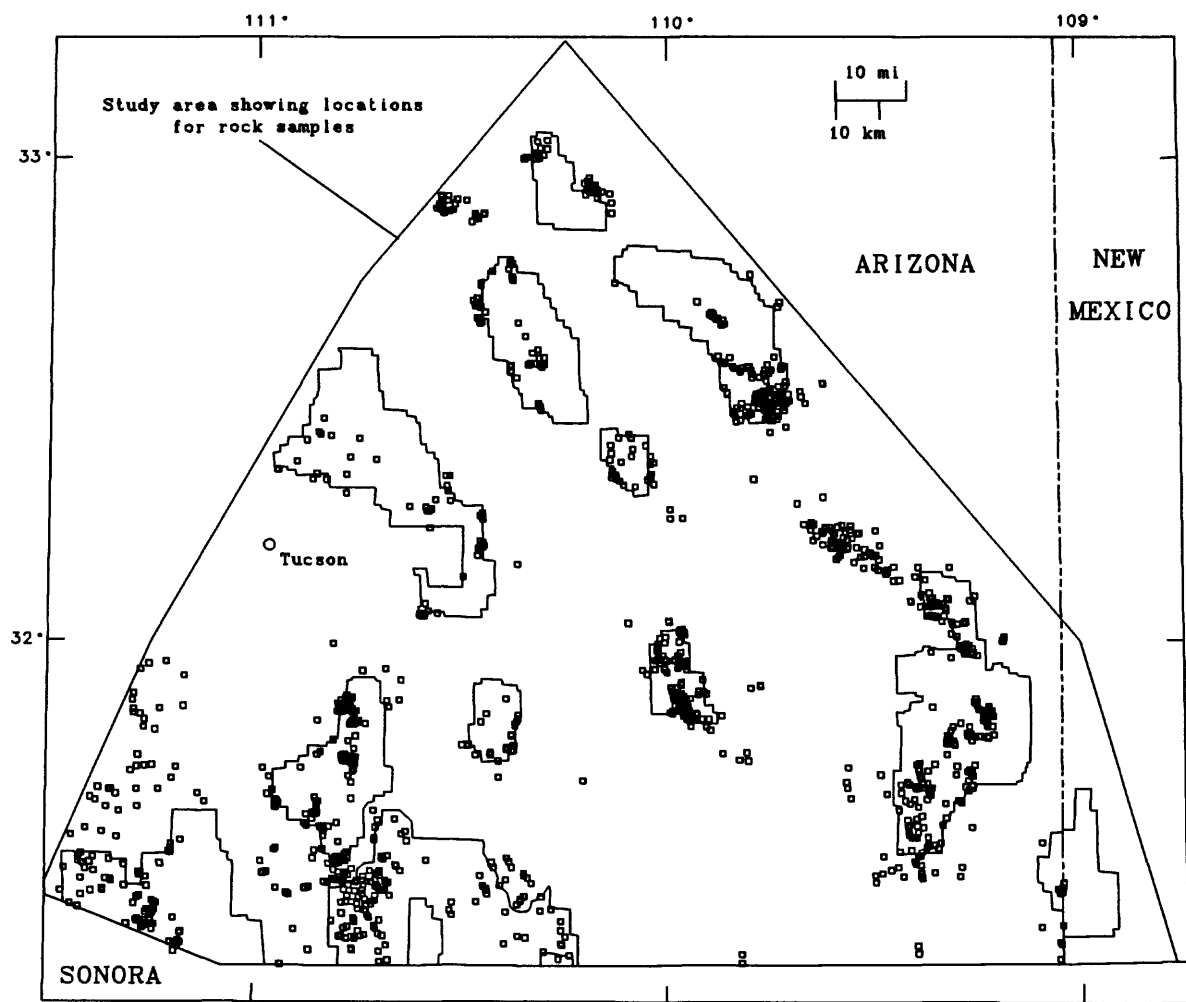 111°
110°
109°
10 mi
10 km
Study area showing locations
for rock samples
33°
ARIZONA
NEW
MEXICO
Tucson
32°
SONORA